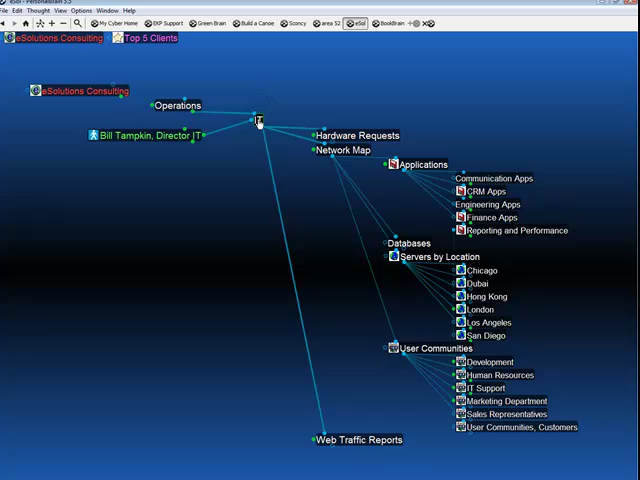 eSol - PersonalBrain 5.5
File Edit Thought View Options Window Help
My Cyber Home EKP Support Green Brain Build a Canoe Sconcy area 52 eSol BookBrain
eSolutions Consulting Top 5 Clients
eSolutions Consulting
Operations
IT
Bill Tampkin, Director IT
Hardware Requests
Network Map
Applications
Communication Apps
CRM Apps
Engineering Apps
Finance Apps
Reporting and Performance
Databases
Servers by Location
Chicago
Dubai
Hong Kong
London
Los Angeles
San Diego
User Communities
Development
Human Resources
IT Support
Marketing Department
Sales Representatives
User Communities, Customers
Web Traffic Reports